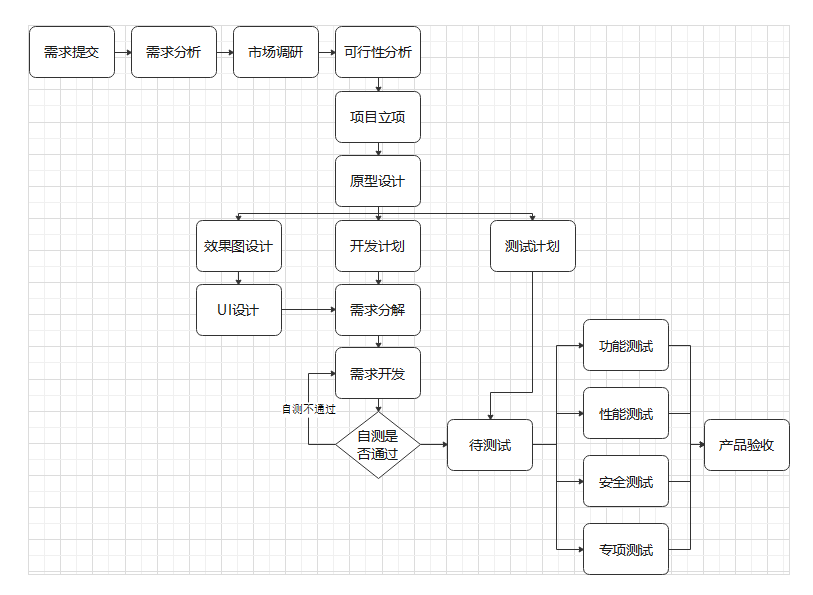 需求提交
需求分析
市场调研
可行性分析
项目立项
原型设计
效果图设计
开发计划
测试计划
UI设计
需求分解
需求开发
自测不通过
自测是
否通过
待测试
功能测试
性能测试
安全测试
专项测试
产品验收